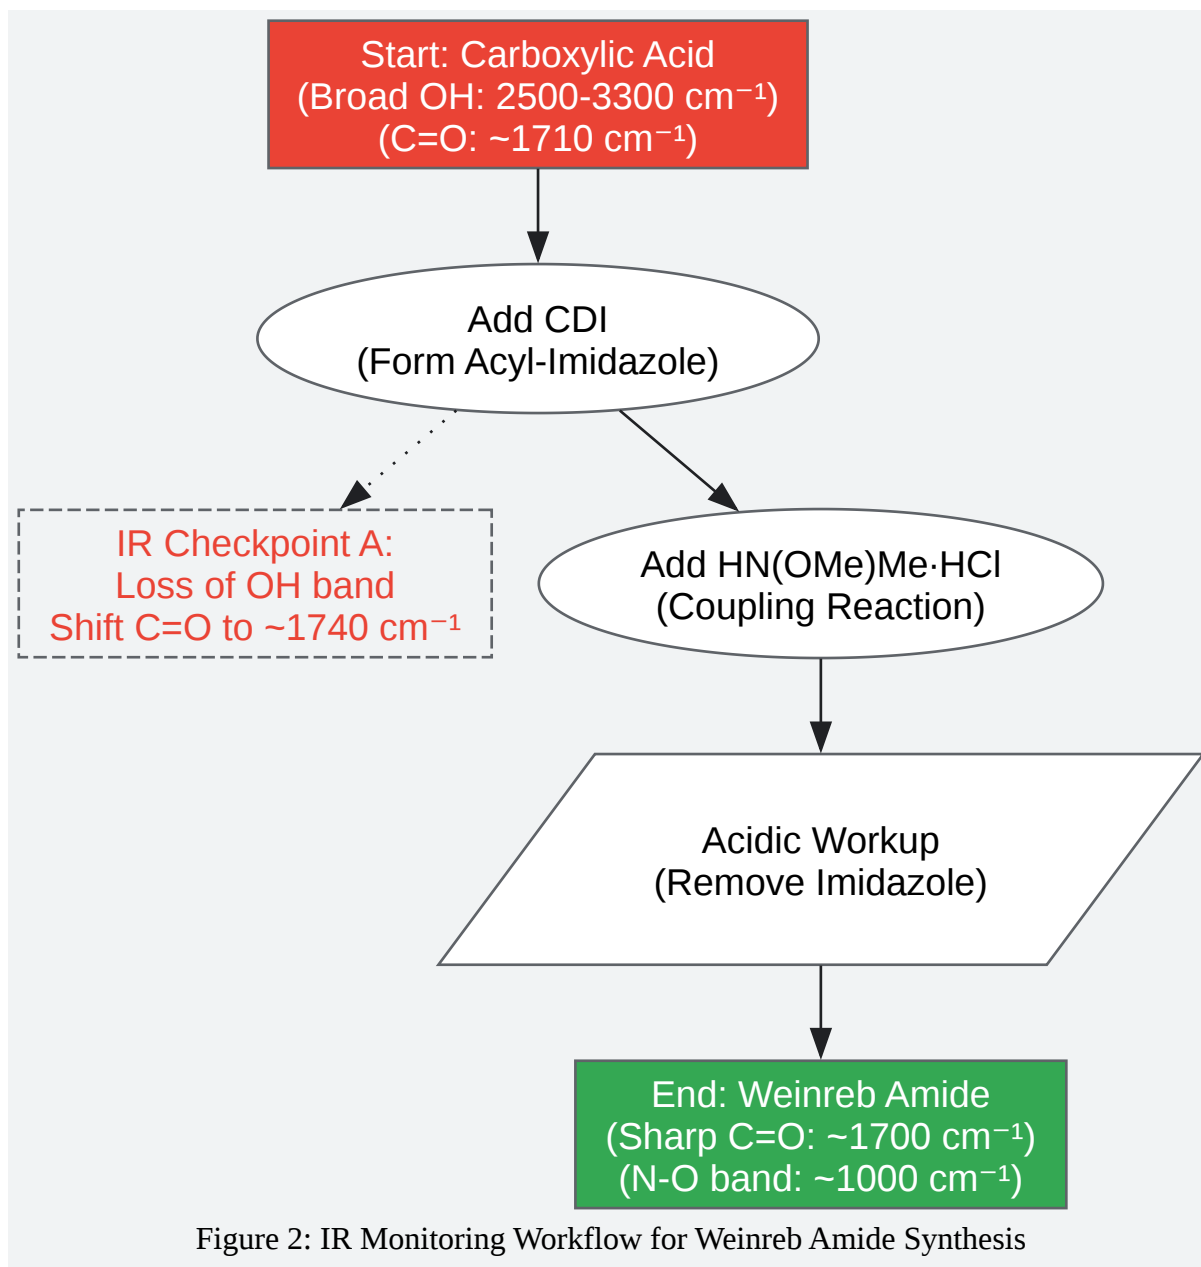 Start: Carboxylic Acid
(Broad OH: 2500-3300 cm⁻¹)
(C=O: ~1710 cm⁻¹)
Add CDI
(Form Acyl-Imidazole)
IR Checkpoint A:
Loss of OH band
Shift C=O to ~1740 cm⁻¹
Add HN(OMe)Me·HCl
(Coupling Reaction)
Acidic Workup
(Remove Imidazole)
End: Weinreb Amide
(Sharp C=O: ~1700 cm⁻¹)
(N-O band: ~1000 cm⁻¹)
Figure 2: IR Monitoring Workflow for Weinreb Amide Synthesis